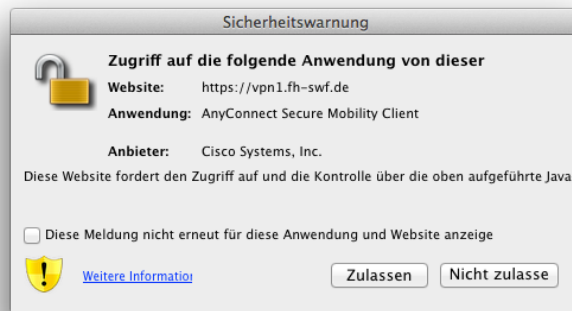 Sicherheitswarnung
Zugriff auf die folgende Anwendung von dieser
Website: https://vpn1.fh-swf.de
Anwendung: AnyConnect Secure Mobility Client
Anbieter: Cisco Systems, Inc.
Diese Website fordert den Zugriff auf und die Kontrolle über die oben aufgeführte Java
Diese Meldung nicht erneut für diese Anwendung und Website anzeige
Weitere Information
Zulassen
Nicht zulasse